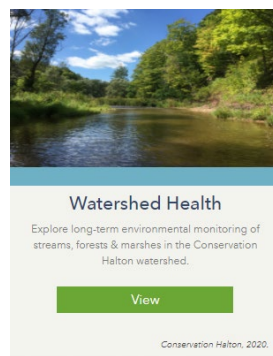 Watershed Health
Explore long-term environmental monitoring of
streams, forests & marshes in the Conservation
Halton watershed.
View
Conservation Halton, 2020.